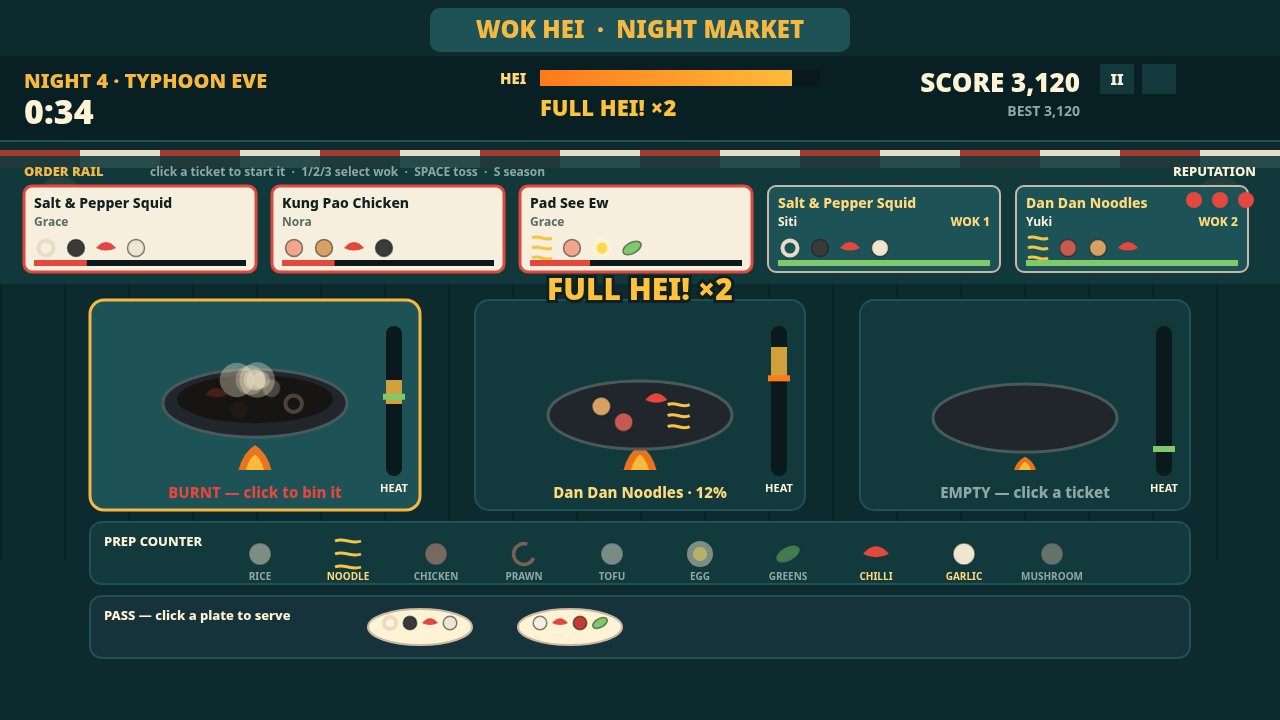 WOK HEI · NIGHT MARKET
NIGHT 4 · TYPHOON EVE
0:34
HEI
FULL HEI! ×2
SCORE 3,120
BEST 3,120
II
ORDER RAIL
click a ticket to start it · 1/2/3 select wok · SPACE toss · S season
REPUTATION
Salt & Pepper Squid
Grace
Kung Pao Chicken
Nora
Pad See Ew
Grace
Salt & Pepper Squid
Siti
WOK 1
Dan Dan Noodles
Yuki
WOK 2
FULL HEI! ×2
BURNT — click to bin it
HEAT
Dan Dan Noodles · 12%
HEAT
EMPTY — click a ticket
HEAT
PREP COUNTER
RICE
NOODLE
CHICKEN
PRAWN
TOFU
EGG
GREENS
CHILLI
GARLIC
MUSHROOM
PASS — click a plate to serve